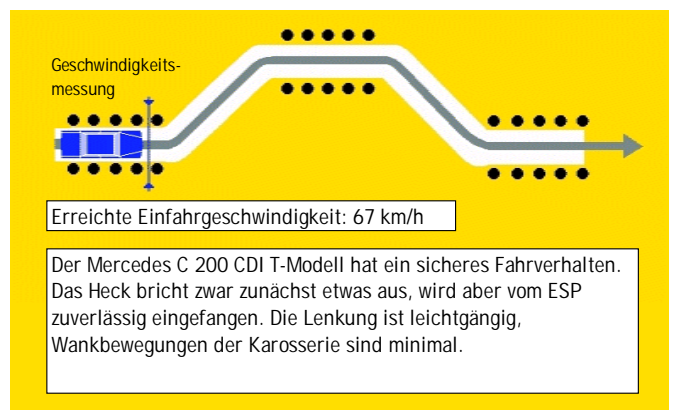 Geschwindigkeits-
messung
Erreichte Einfahrgeschwindigkeit: 67 km/h
Der Mercedes C 200 CDI T-Modell hat ein sicheres Fahrverhalten.
Das Heck bricht zwar zunächst etwas aus, wird aber vom ESP
zuverlässig eingefangen. Die Lenkung ist leichtgängig,
Wankbewegungen der Karosserie sind minimal.